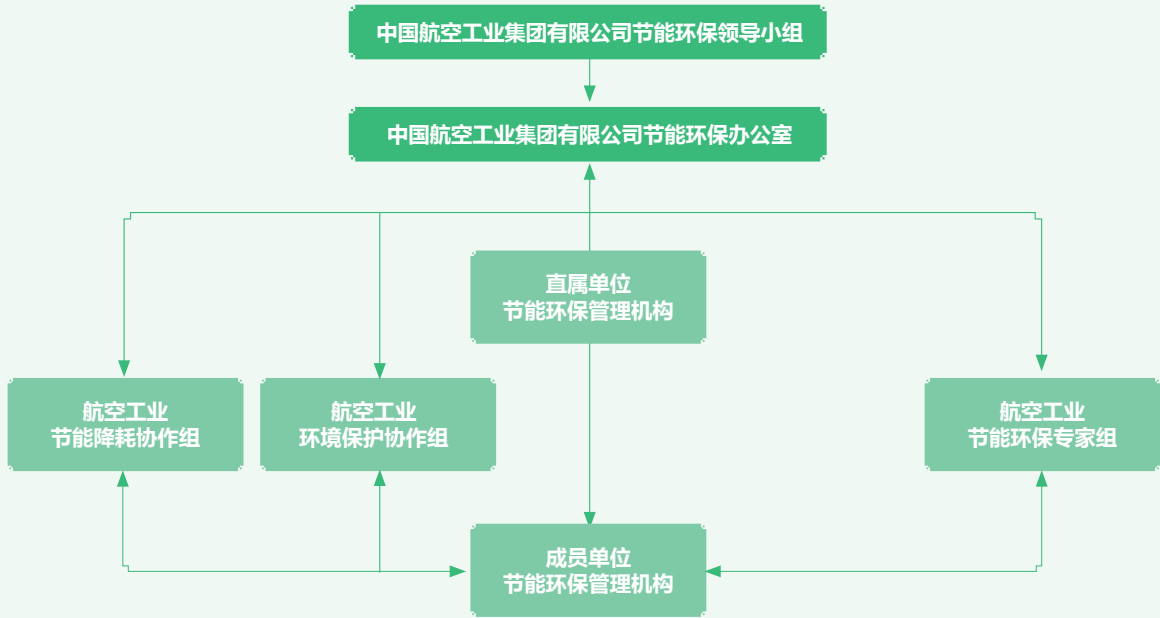 中国航空工业集团有限公司节能环保领导小组
中国航空工业集团有限公司节能环保办公室
直属单位
节能环保管理机构
航空工业
节能降耗协作组
航空工业
环境保护协作组
航空工业
节能环保专家组
成员单位
节能环保管理机构